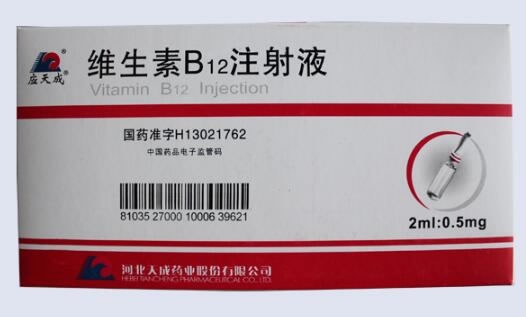 应天成®
维生素B12注射液
Vitamin B12 Injection
国药准字H13021762
中国药品电子监管码
81035 27000 10006 39621
2ml:0.5mg
河北天成药业股份有限公司
HEBEI TIANCHENG PHARMACEUTICAL CO., LTD.